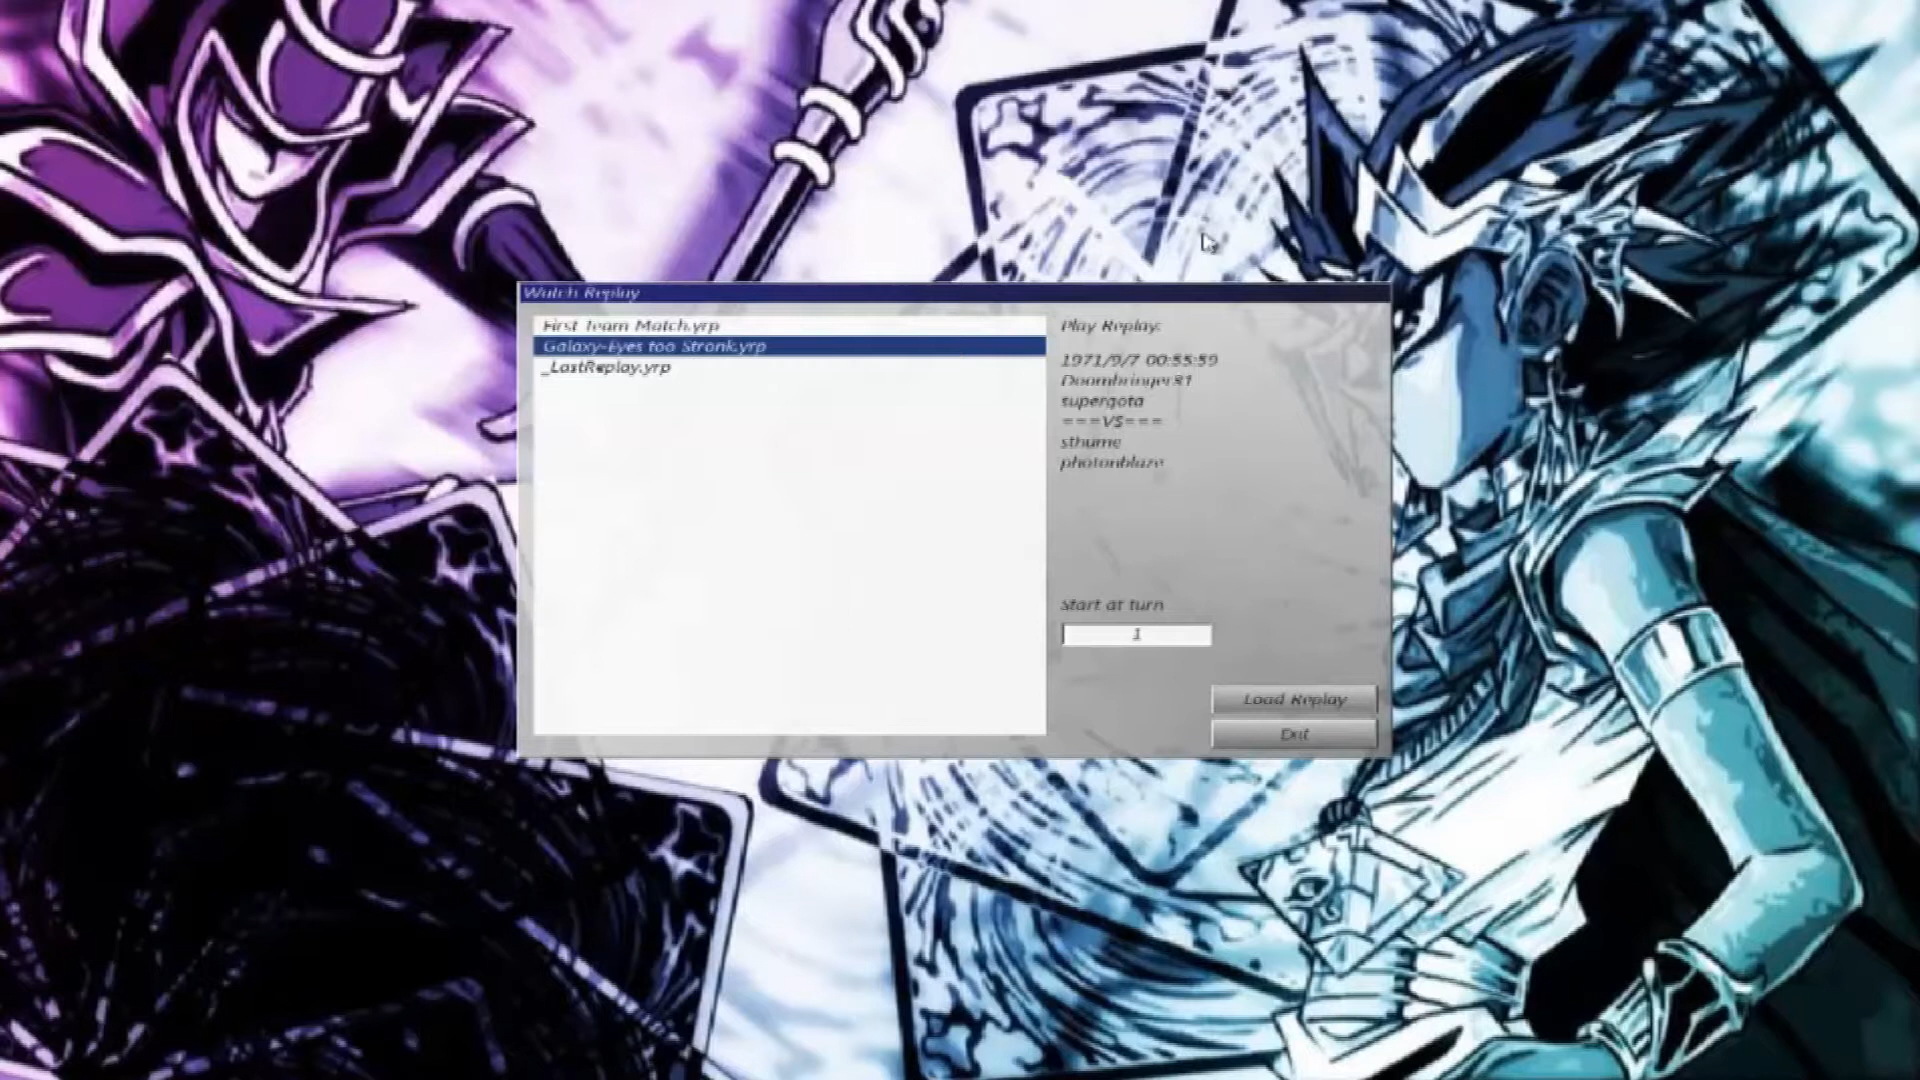 Watch Replay
First Team Match.yrp
Galaxy-Eyes too Stronk.yrp
_LastReplay.yrp
Play Replay:
1971/9/7 00:55:59
Doombringer81
supergota
===VS===
sthume
photonblaze
Start at turn
1
Load Replay
Exit